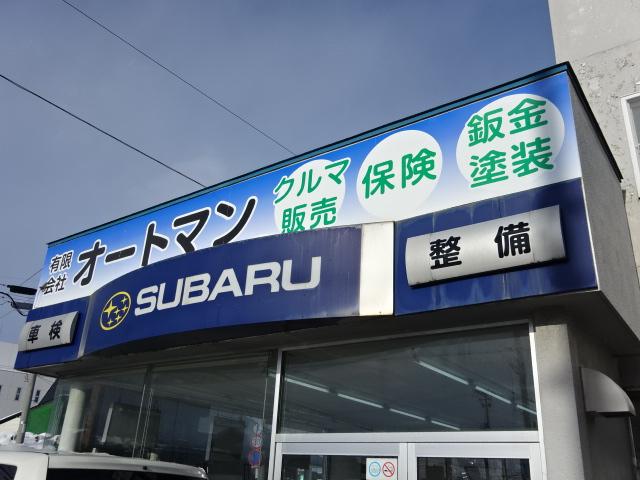 有限
会社
オートマン
クルマ
販売
保険
鈑金
塗装
車検
SUBARU
整備